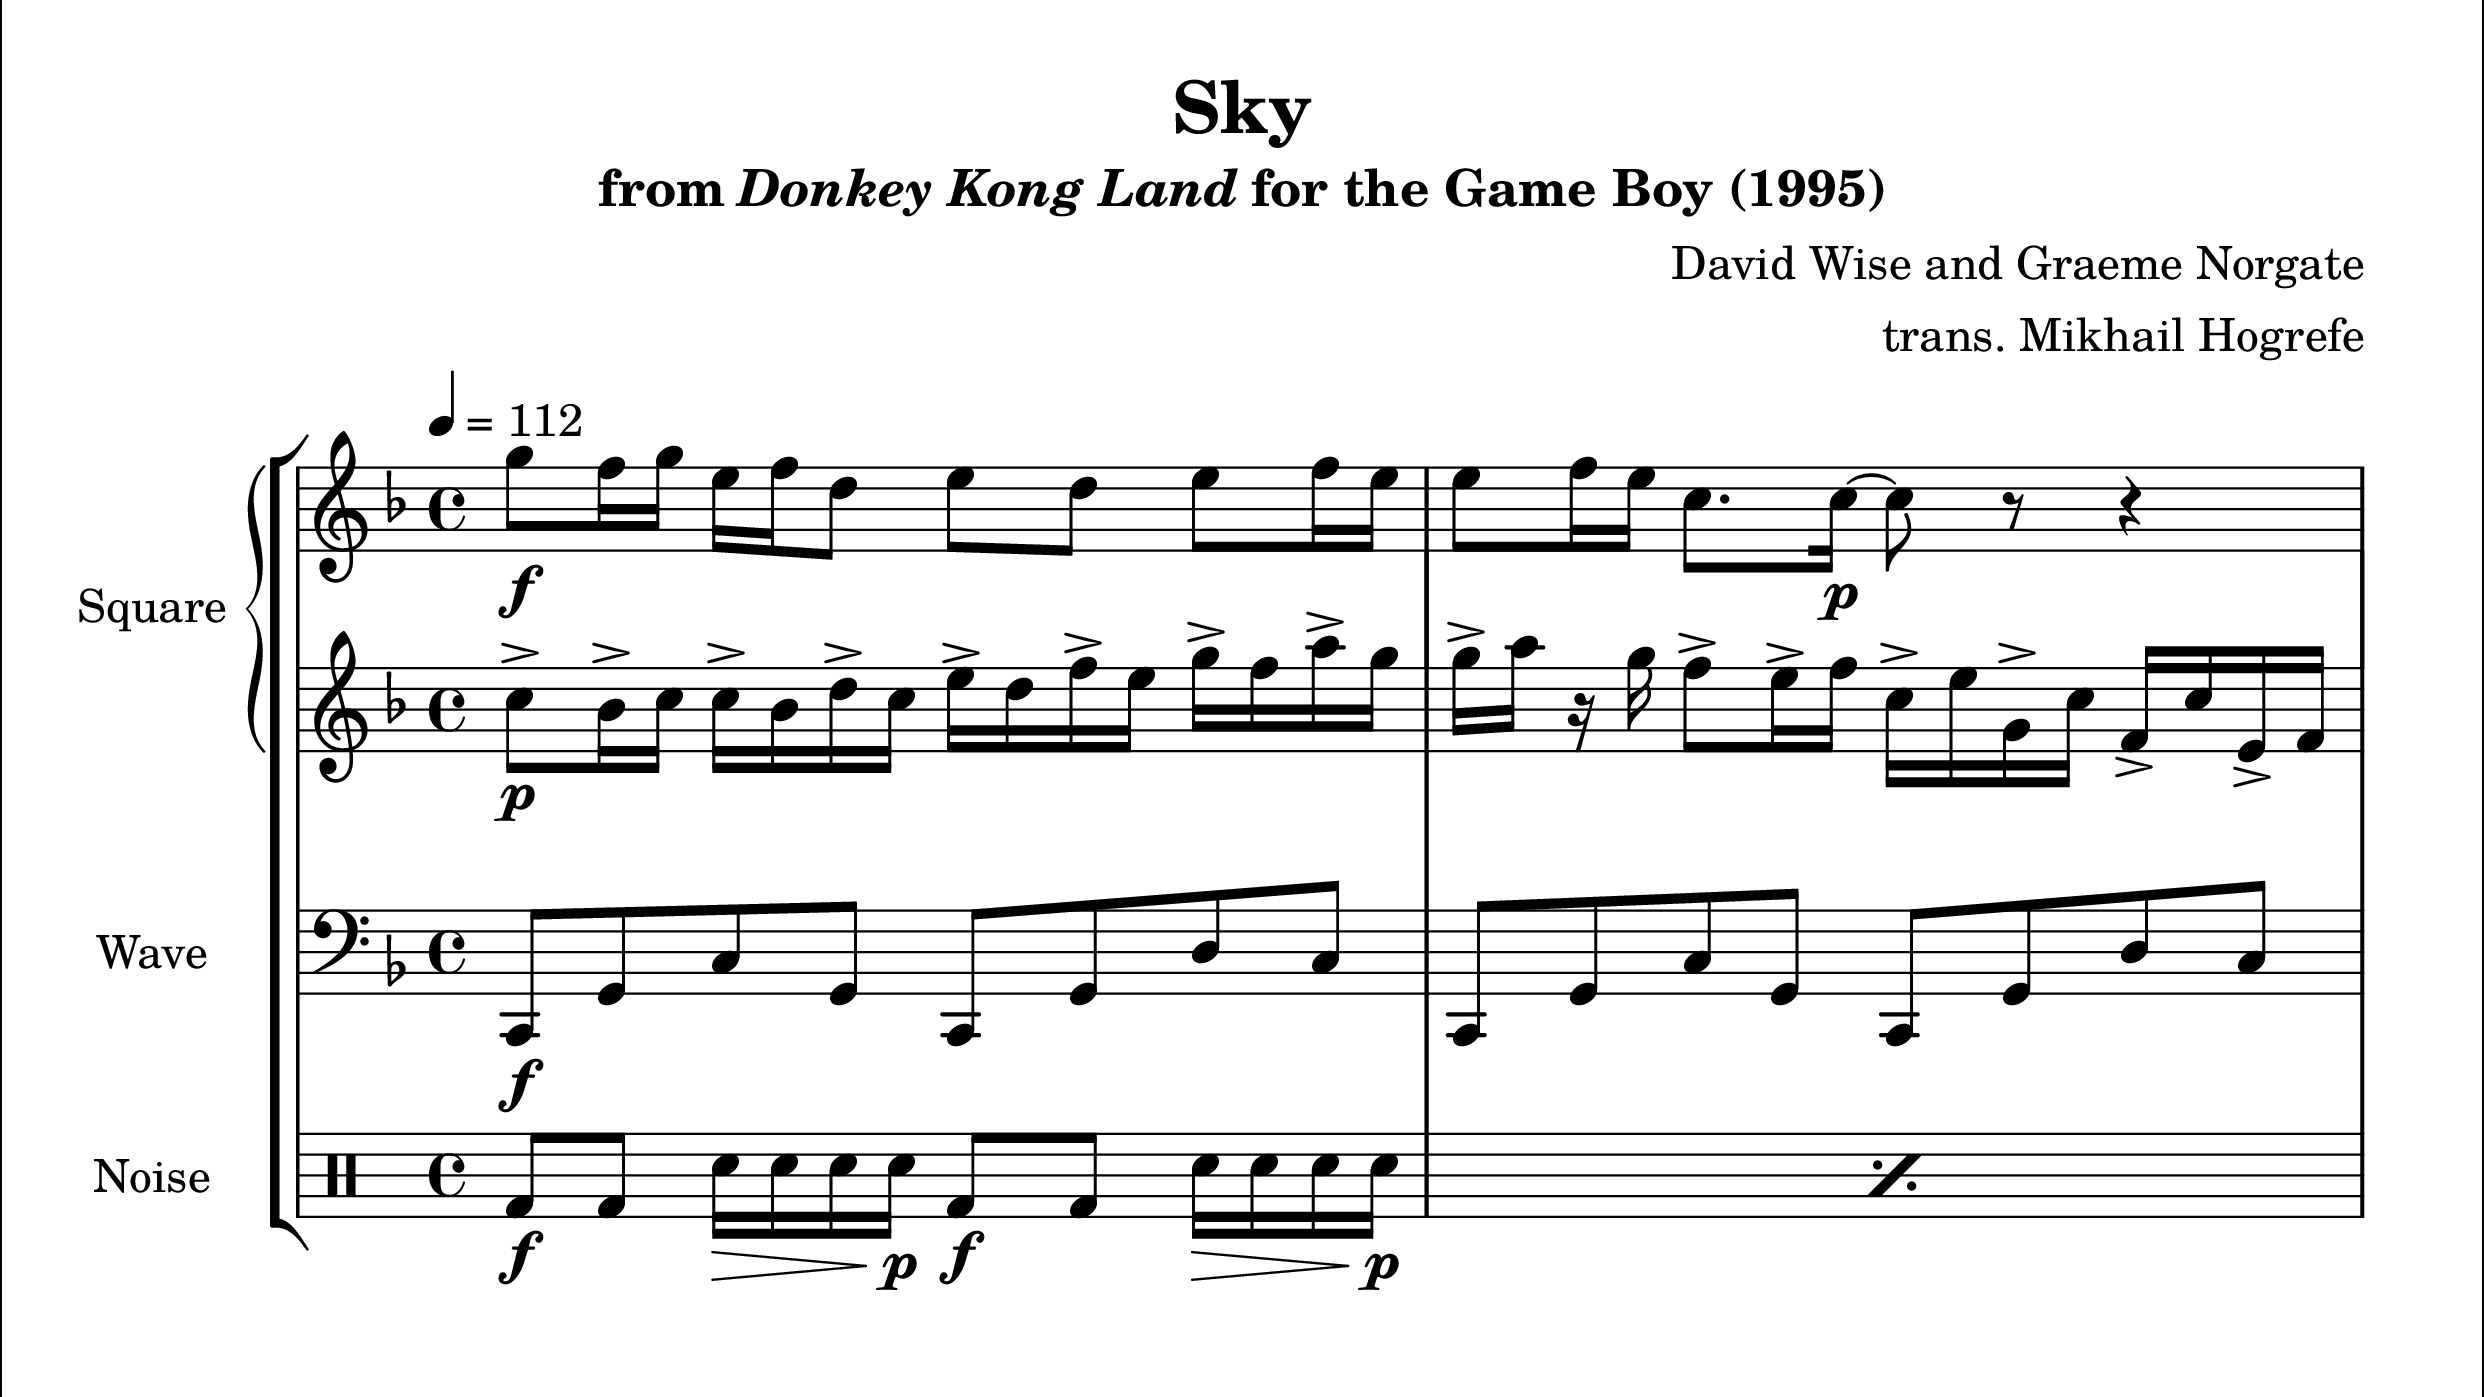 Sky
from Donkey Kong Land for the Game Boy (1995)
David Wise and Graeme Norgate
trans. Mikhail Hogrefe
= 112
Square
f
p
p
Wave
f
Noise
f p f p